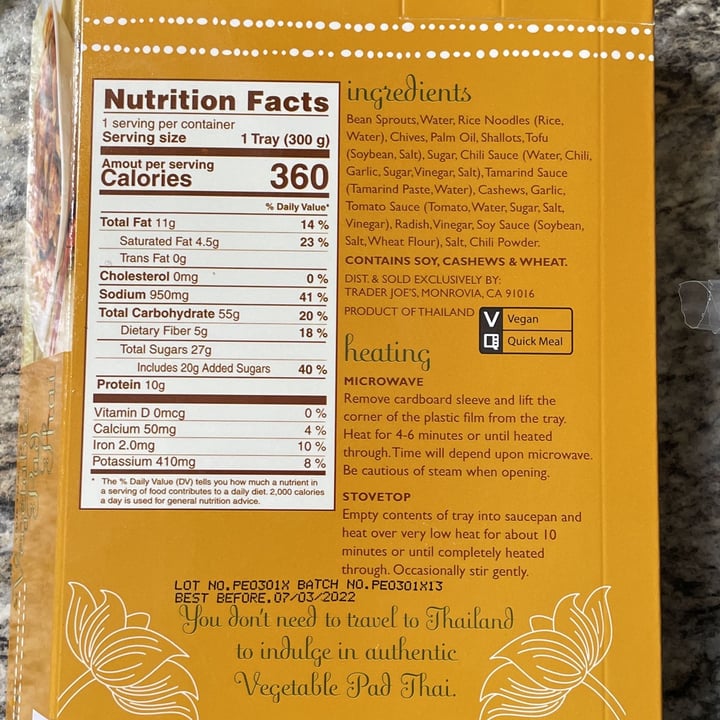 Nutrition Facts
1 serving per container
Serving size 1 Tray (300 g)
Amout per serving
Calories 360
% Daily Value*
Total Fat 11g 14 %
Saturated Fat 4.5g 23 %
Trans Fat 0g
Cholesterol 0mg 0 %
Sodium 950mg 41 %
Total Carbohydrate 55g 20 %
Dietary Fiber 5g 18 %
Total Sugars 27g
Includes 20g Added Sugars 40 %
Protein 10g
Vitamin D 0mcg 0 %
Calcium 50mg 4 %
Iron 2.0mg 10 %
Potassium 410mg 8 %
* The % Daily Value (DV) tells you how much a nutrient in
a serving of food contributes to a daily diet. 2,000 calories
a day is used for general nutrition advice.
ingredients
Bean Sprouts, Water, Rice Noodles (Rice,
Water), Chives, Palm Oil, Shallots, Tofu
(Soybean, Salt), Sugar, Chili Sauce (Water, Chili,
Garlic, Sugar, Vinegar, Salt), Tamarind Sauce
(Tamarind Paste, Water), Cashews, Garlic,
Tomato Sauce (Tomato, Water, Sugar, Salt,
Vinegar), Radish, Vinegar, Soy Sauce (Soybean,
Salt, Wheat Flour), Salt, Chili Powder.
CONTAINS SOY, CASHEWS & WHEAT.
DIST. & SOLD EXCLUSIVELY BY:
TRADER JOE'S, MONROVIA, CA 91016
PRODUCT OF THAILAND
V Vegan
Quick Meal
heating
MICROWAVE
Remove cardboard sleeve and lift the
corner of the plastic film from the tray.
Heat for 4-6 minutes or until heated
through. Time will depend upon microwave.
Be cautious of steam when opening.
STOVETOP
Empty contents of tray into saucepan and
heat over very low heat for about 10
minutes or until completely heated
through. Occasionally stir gently.
LOT NO.PE0301X BATCH NO.PE0301X13
BEST BEFORE.07/03/2022
You don't need to travel to Thailand
to indulge in authentic
Vegetable Pad Thai.